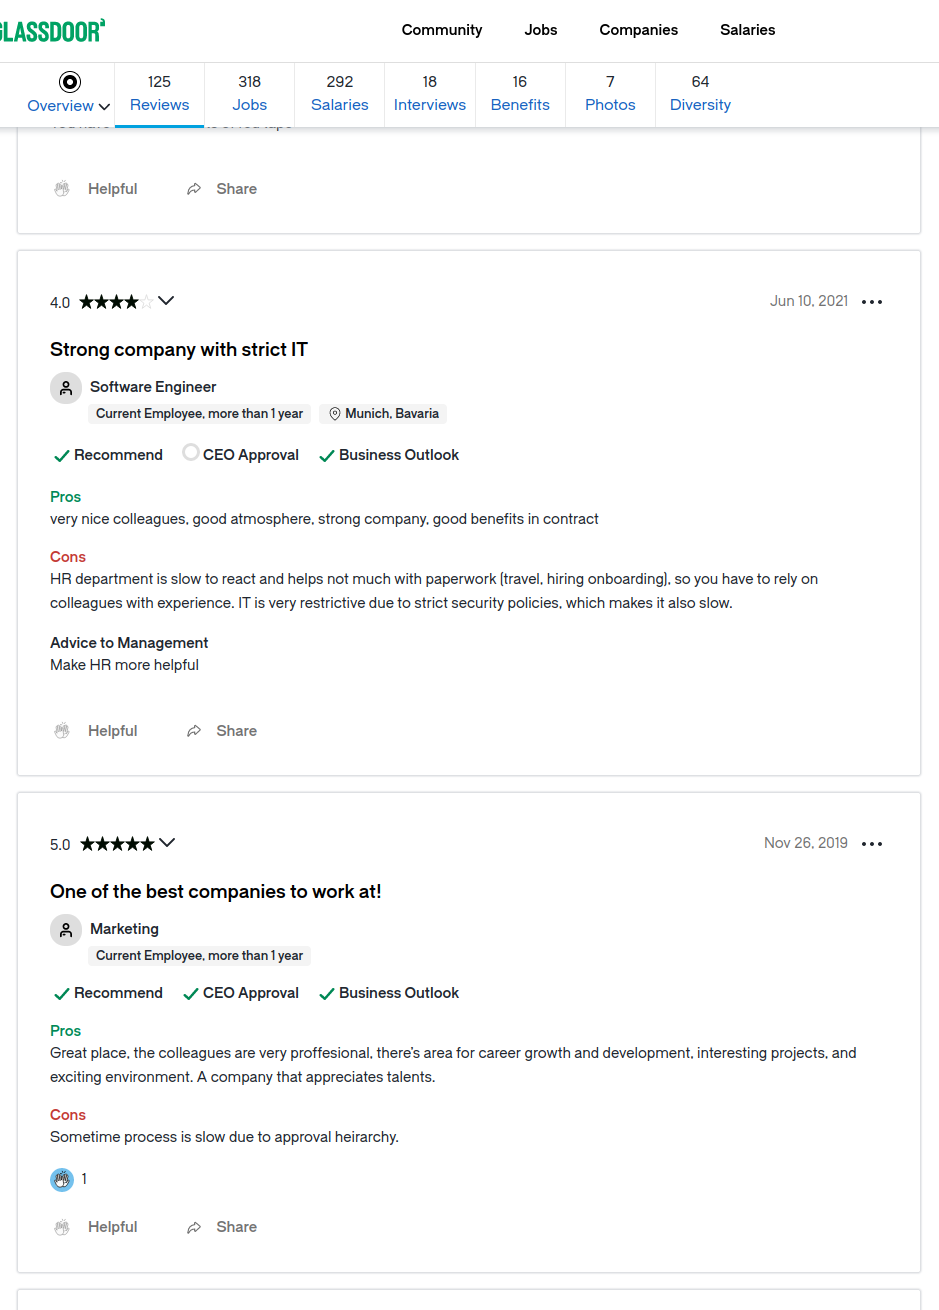 GLASSDOOR
Community Jobs Companies Salaries
Overview
125 Reviews
318 Jobs
292 Salaries
18 Interviews
16 Benefits
7 Photos
64 Diversity
Helpful Share
4.0 Jun 10, 2021
Strong company with strict IT
Software Engineer
Current Employee, more than 1 year Munich, Bavaria
Recommend CEO Approval Business Outlook
Pros
very nice colleagues, good atmosphere, strong company, good benefits in contract
Cons
HR department is slow to react and helps not much with paperwork (travel, hiring onboarding), so you have to rely on
colleagues with experience. IT is very restrictive due to strict security policies, which makes it also slow.
Advice to Management
Make HR more helpful
Helpful Share
5.0 Nov 26, 2019
One of the best companies to work at!
Marketing
Current Employee, more than 1 year
Recommend CEO Approval Business Outlook
Pros
Great place, the colleagues are very proffesional, there's area for career growth and development, interesting projects, and
exciting environment. A company that appreciates talents.
Cons
Sometime process is slow due to approval heirarchy.
1
Helpful Share